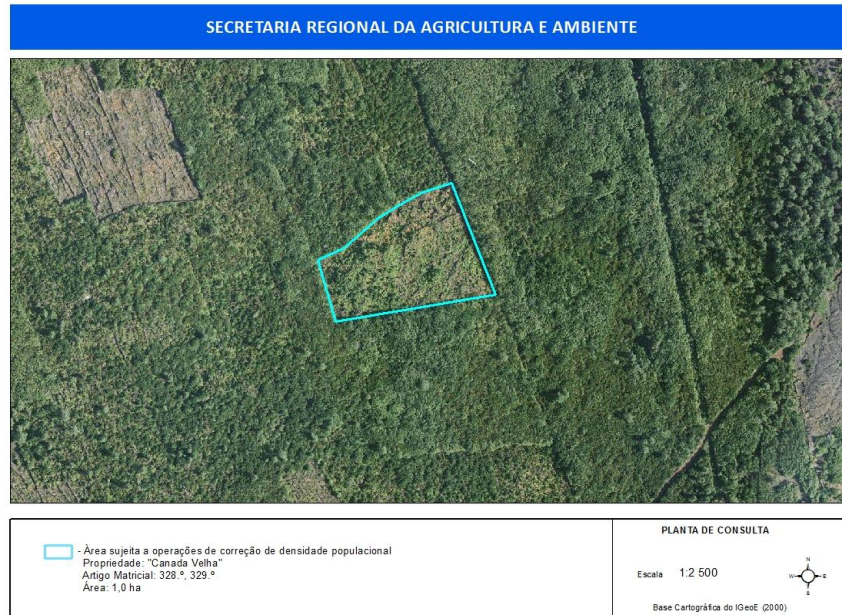 SECRETARIA REGIONAL DA AGRICULTURA E AMBIENTE
- Área sujeita a operações de correção de densidade populacional
Propriedade: "Canada Velha"
Artigo Matricial: 328.º, 329.º
Área: 1,0 ha
PLANTA DE CONSULTA
Escala 1:2 500
N
W E
S
Base Cartográfica do IGeoE (2000)